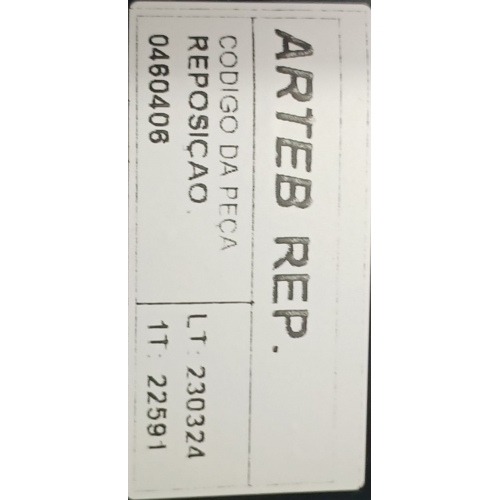 ARTEB REP.
CODIGO DA PEÇA
REPOSIÇAO.
0460406
LT: 230324
1T: 22591